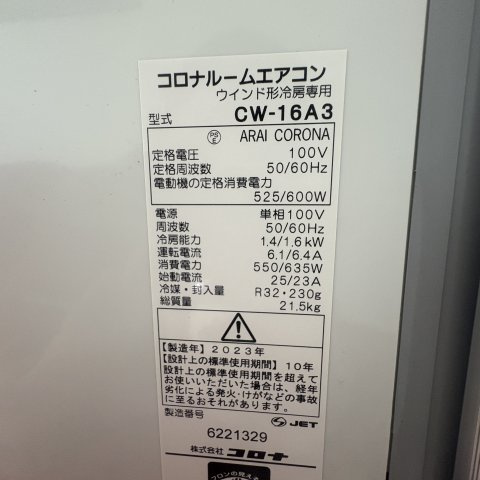 コロナルームエアコン
ウインド形冷房専用
型式 CW-16A3
PS E ARAI CORONA
定格電圧 100V
定格周波数 50/60Hz
電動機の定格消費電力
525/600W
電源 単相100V
周波数 50/60Hz
冷房能力 1.4/1.6kW
運転電流 6.1/6.4A
消費電力 550/635W
始動電流 25/23A
冷媒・封入量 R32・230g
総質量 21.5kg
【製造年】2023年
【設計上の標準使用期間】10年
設計上の標準使用期間を超えて
お使いいただいた場合は、経年
劣化による発火・けがなどの事故
に至るおそれがあります。
製造番号 S JET
6221329
株式会社 コロナ
フロンの見える